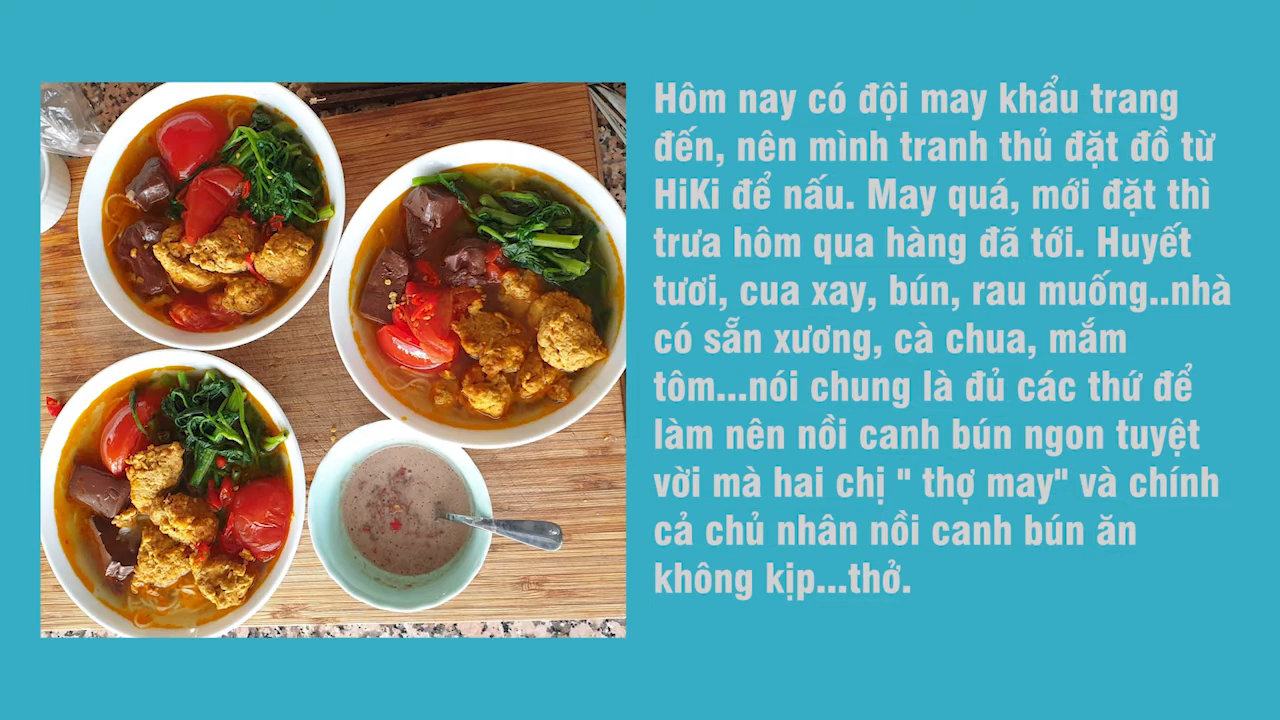 Hôm nay có đội may khẩu trang
đến, nên mình tranh thủ đặt đồ từ
HiKi để nấu. May quá, mới đặt thì
trưa hôm qua hàng đã tới. Huyết
tươi, cua xay, bún, rau muống..nhà
có sẵn xương, cà chua, mắm
tôm...nói chung là đủ các thứ để
làm nên nồi canh bún ngon tuyệt
vời mà hai chị " thợ may" và chính
cả chủ nhân nồi canh bún ăn
không kịp...thở.